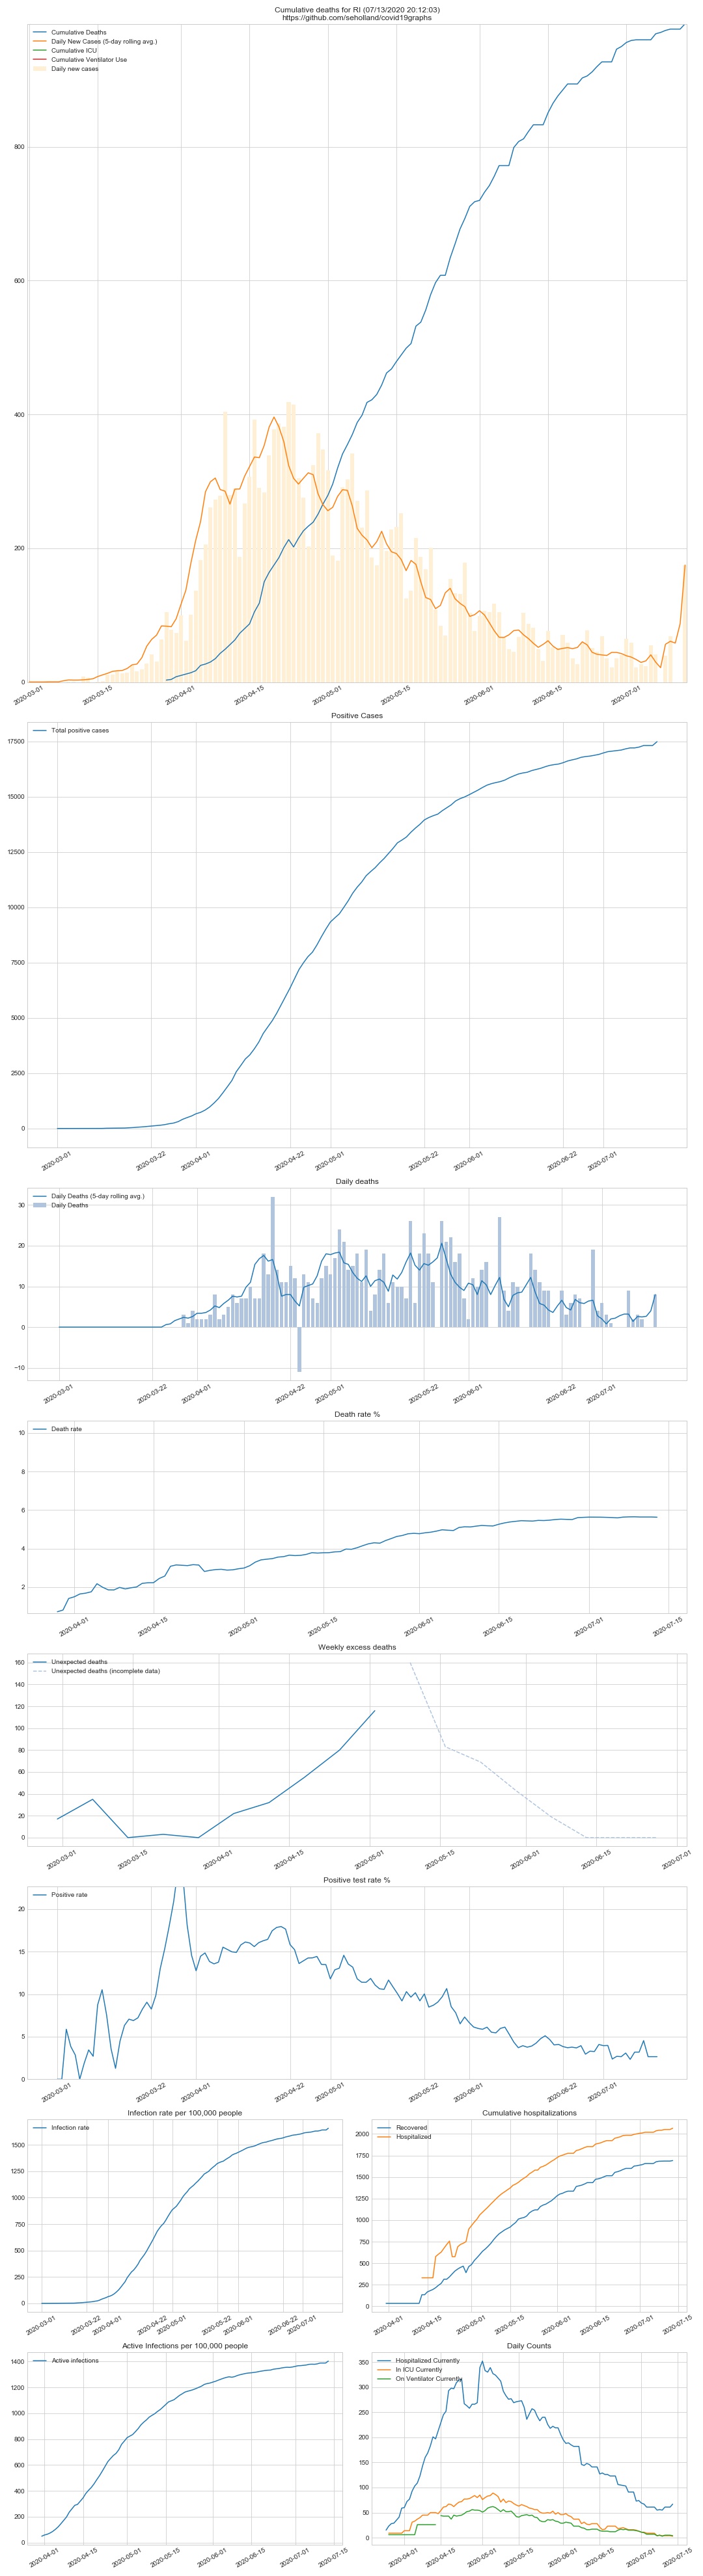 Cumulative deaths for RI (07/13/2020 20:12:03)
https://github.com/seholland/covid19graphs
Cumulative Deaths
Daily New Cases (5-day rolling avg.)
Cumulative ICU
Cumulative Ventilator Use
Daily new cases
800
600
400
200
0
2020-03-01 2020-03-15 2020-04-01 2020-04-15 2020-05-01 2020-05-15 2020-06-01 2020-06-15 2020-07-01
Positive Cases
Total positive cases
17500
15000
12500
10000
7500
5000
2500
0
2020-03-01 2020-03-22 2020-04-01 2020-04-22 2020-05-01 2020-05-22 2020-06-01 2020-06-22 2020-07-01
Daily deaths
Daily Deaths (5-day rolling avg.)
Daily Deaths
30
20
10
0
−10
2020-03-01 2020-03-22 2020-04-01 2020-04-22 2020-05-01 2020-05-22 2020-06-01 2020-06-22 2020-07-01
Death rate %
Death rate
10
8
6
4
2
2020-04-01 2020-04-15 2020-05-01 2020-05-15 2020-06-01 2020-06-15 2020-07-01 2020-07-15
Weekly excess deaths
Unexpected deaths
Unexpected deaths (incomplete data)
160
140
120
100
80
60
40
20
0
2020-03-01 2020-03-15 2020-04-01 2020-04-15 2020-05-01 2020-05-15 2020-06-01 2020-06-15 2020-07-01
Positive test rate %
Positive rate
20
15
10
5
0
2020-03-01 2020-03-22 2020-04-01 2020-04-22 2020-05-01 2020-05-22 2020-06-01 2020-06-22 2020-07-01
Infection rate per 100,000 people
Infection rate
1500
1250
1000
750
500
250
0
2020-03-01 2020-03-22 2020-04-01 2020-04-22 2020-05-01 2020-05-22 2020-06-01 2020-06-22 2020-07-01
Cumulative hospitalizations
Recovered
Hospitalized
2000
1750
1500
1250
1000
750
500
250
0
2020-04-01 2020-04-15 2020-05-01 2020-05-15 2020-06-01 2020-06-15 2020-07-01 2020-07-15
Active Infections per 100,000 people
Active infections
1400
1200
1000
800
600
400
200
0
2020-04-01 2020-04-15 2020-05-01 2020-05-15 2020-06-01 2020-06-15 2020-07-01 2020-07-15
Daily Counts
Hospitalized Currently
In ICU Currently
On Ventilator Currently
350
300
250
200
150
100
50
0
2020-04-01 2020-04-15 2020-05-01 2020-05-15 2020-06-01 2020-06-15 2020-07-01 2020-07-15